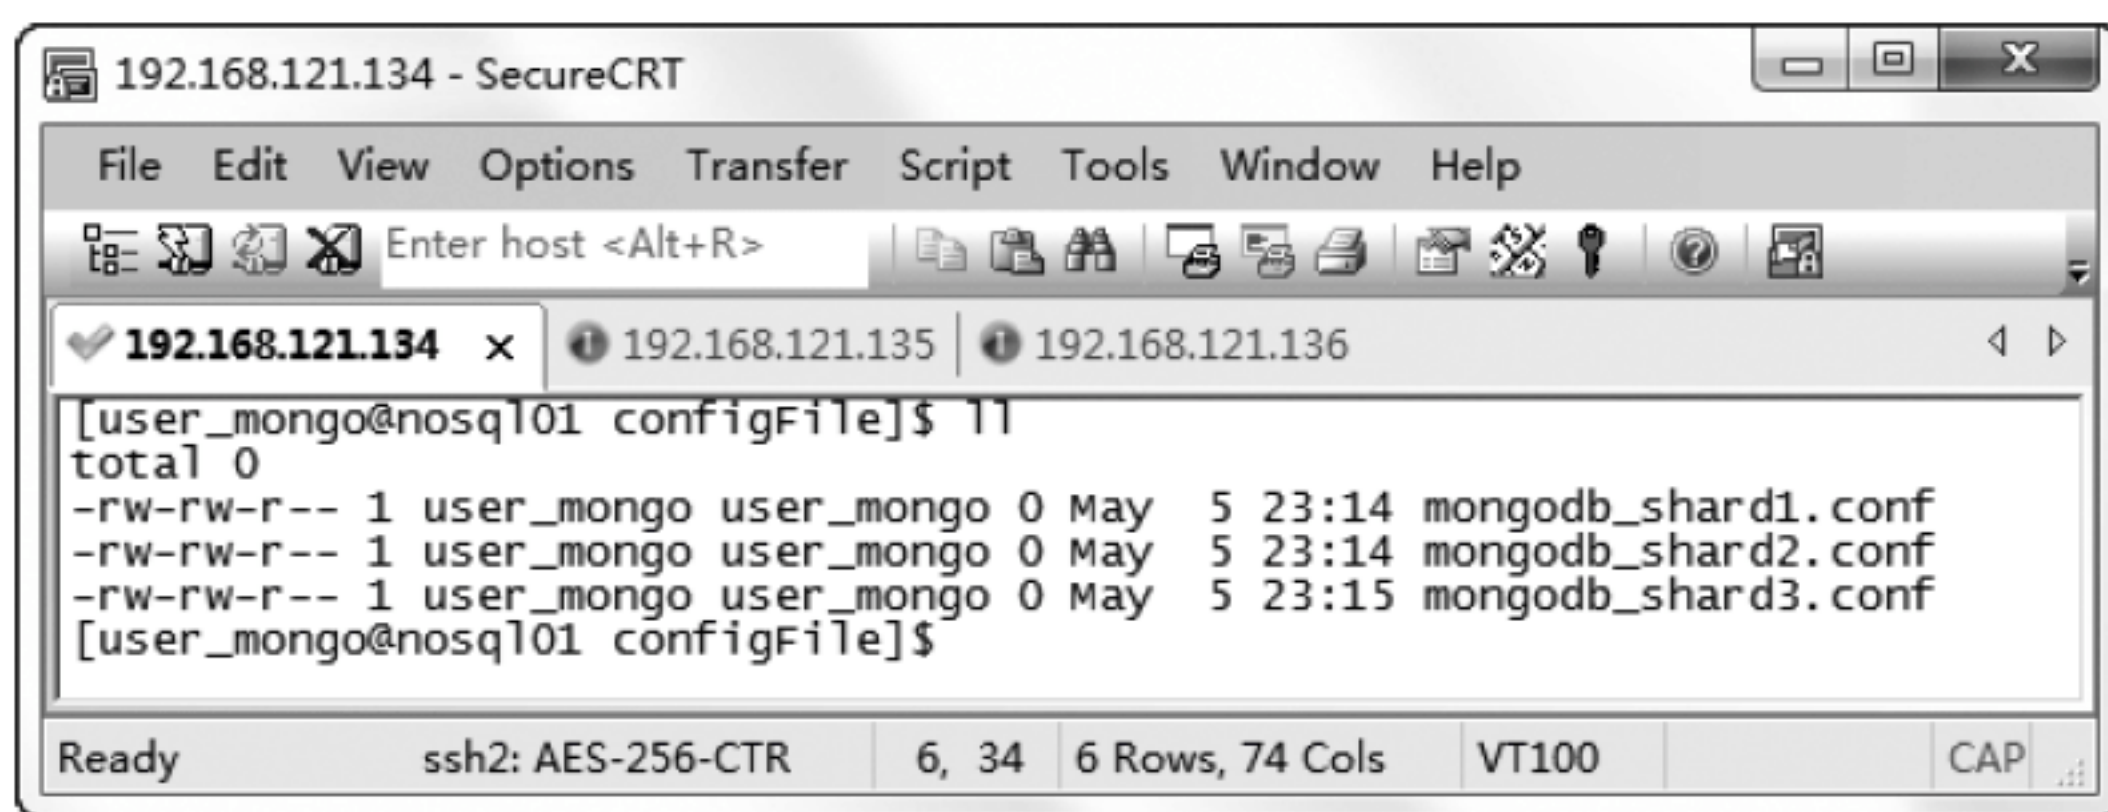 192.168.121.134 - SecureCRT
File Edit View Options Transfer Script Tools Window Help
Enter host <Alt+R>
192.168.121.134 192.168.121.135 192.168.121.136
[user_mongo@nosql01 configFile]$ ll
total 0
-rw-rw-r-- 1 user_mongo user_mongo 0 May  5 23:14 mongodb_shard1.conf
-rw-rw-r-- 1 user_mongo user_mongo 0 May  5 23:14 mongodb_shard2.conf
-rw-rw-r-- 1 user_mongo user_mongo 0 May  5 23:15 mongodb_shard3.conf
[user_mongo@nosql01 configFile]$
Ready ssh2: AES-256-CTR 6, 34 6 Rows, 74 Cols VT100 CAP